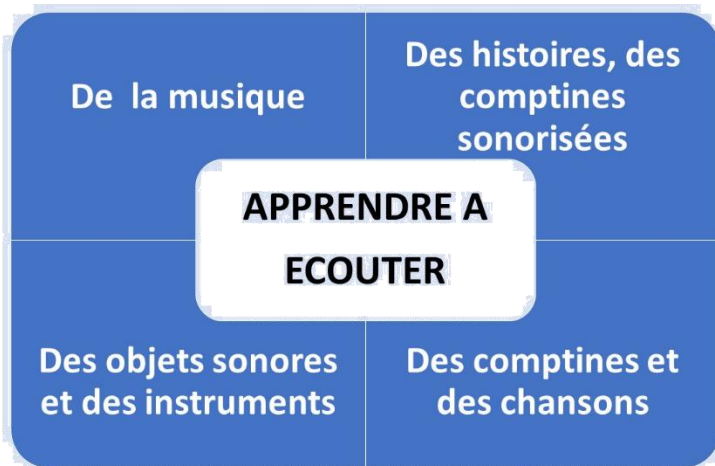 De la musique
Des histoires, des
comptines
sonorisées
APPRENDRE A
ECOUTER
Des objets sonores
et des instruments
Des comptines et
des chansons